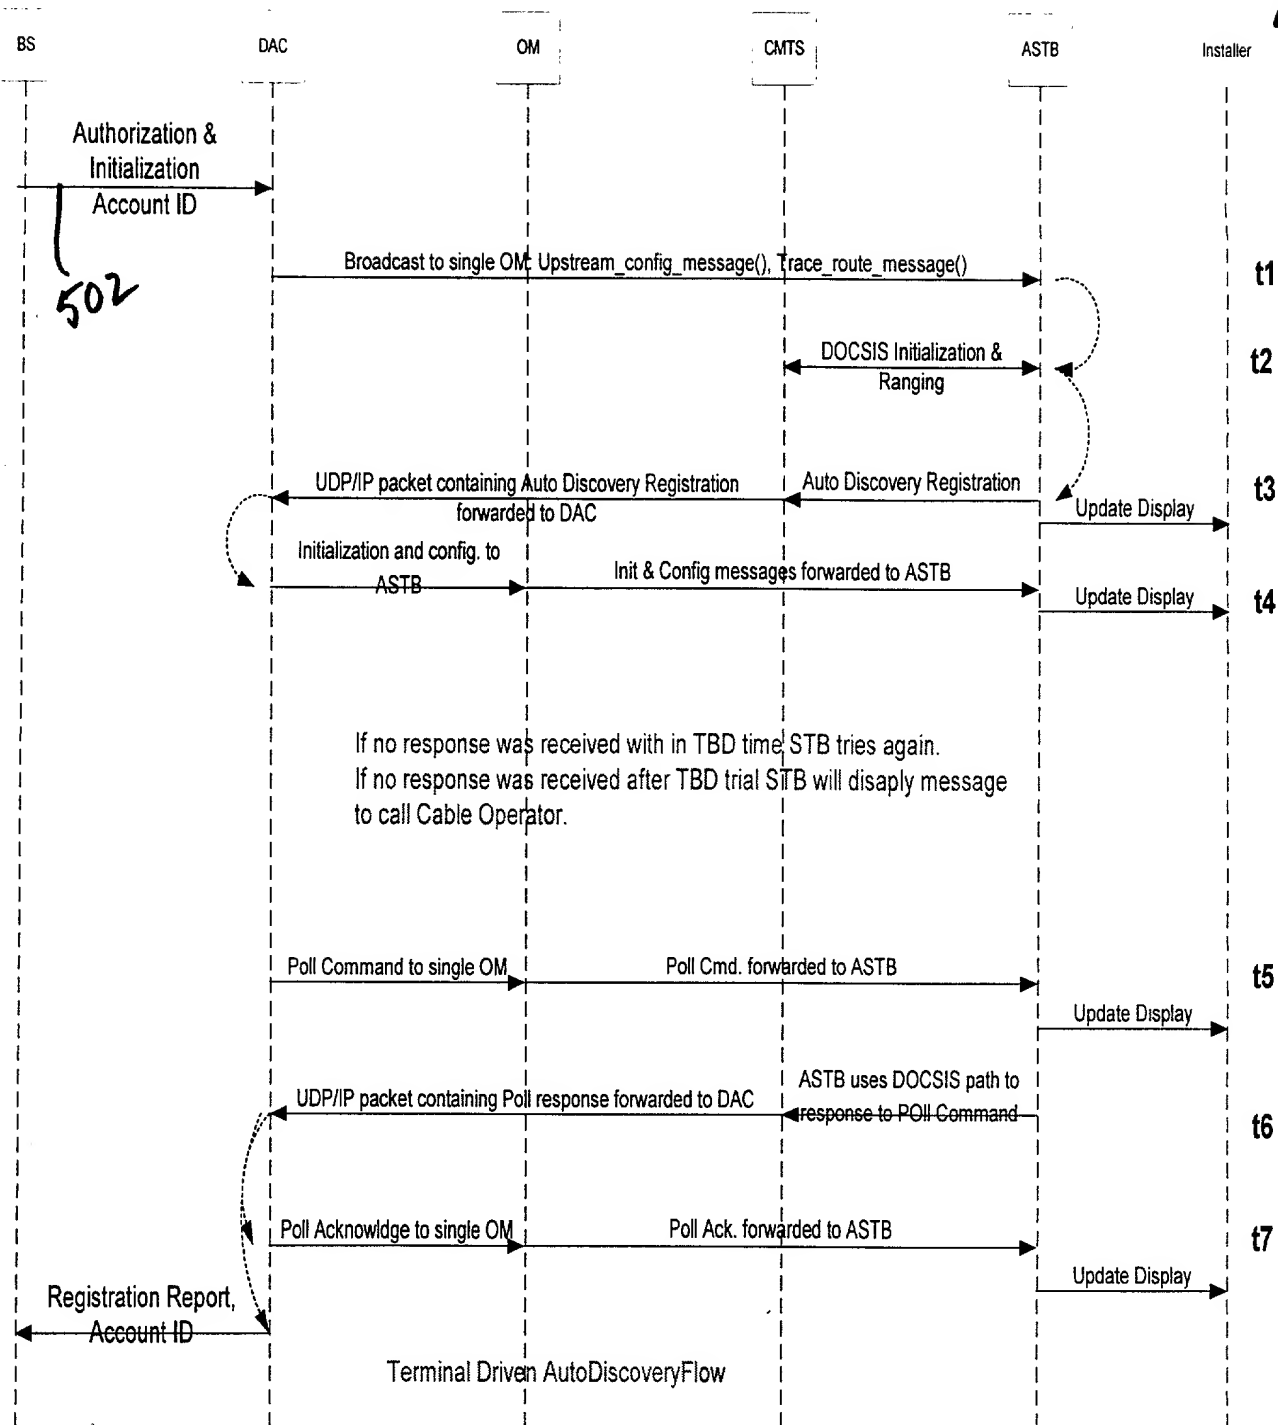 BS DAC OM CMTS ASTB Installer
Authorization &
Initialization
Account ID
502
Broadcast to single OM: Upstream_config_message(), Trace_route_message()
t1
DOCSIS Initialization &
Ranging
t2
UDP/IP packet containing Auto Discovery Registration
forwarded to DAC
Auto Discovery Registration
t3
Update Display
Initialization and config. to
ASTB
Init & Config messages forwarded to ASTB
Update Display
t4
If no response was received with in TBD time STB tries again.
If no response was received after TBD trial STB will disaply message
to call Cable Operator.
Poll Command to single OM
Poll Cmd. forwarded to ASTB
t5
Update Display
UDP/IP packet containing Poll response forwarded to DAC
ASTB uses DOCSIS path to
response to POll Command
t6
Poll Acknowldge to single OM
Poll Ack. forwarded to ASTB
t7
Update Display
Registration Report,
Account ID
Terminal Driven AutoDiscoveryFlow